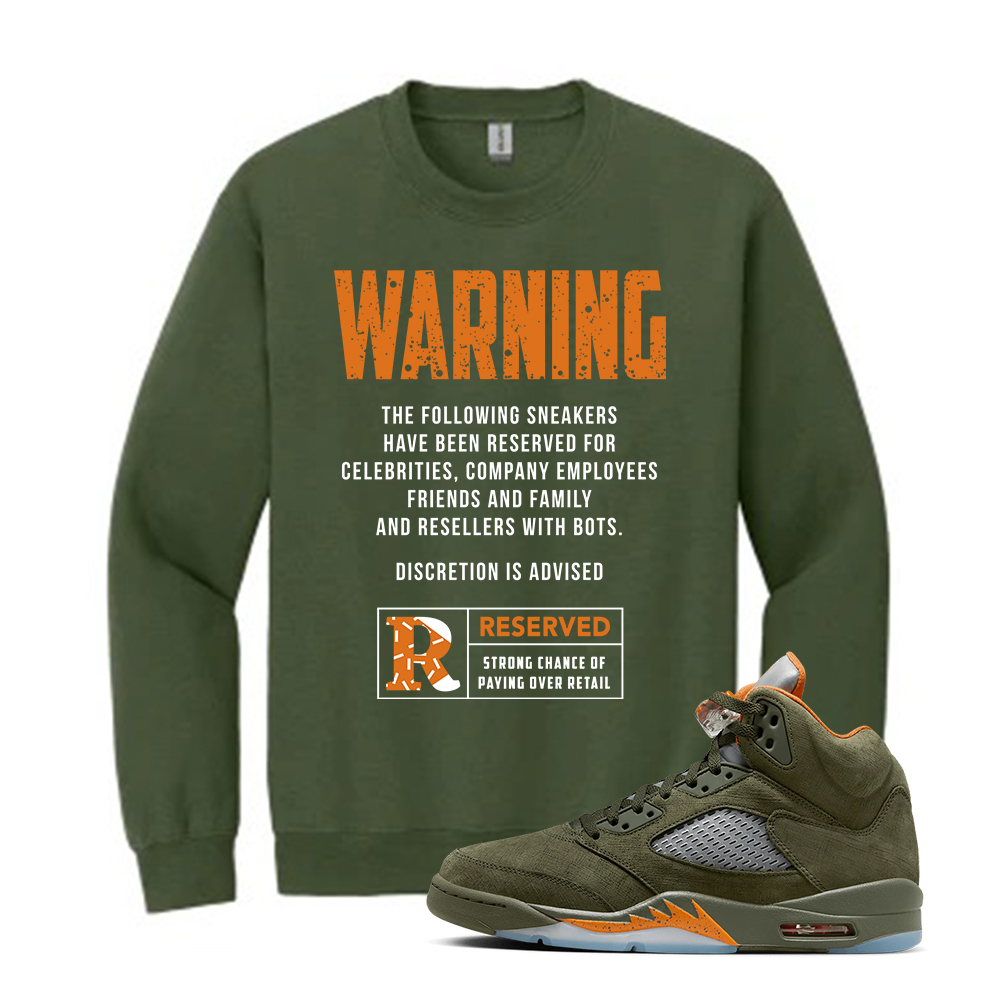 WARNING
THE FOLLOWING SNEAKERS
HAVE BEEN RESERVED FOR
CELEBRITIES, COMPANY EMPLOYEES
FRIENDS AND FAMILY
AND RESELLERS WITH BOTS.
DISCRETION IS ADVISED
R
RESERVED
STRONG CHANCE OF
PAYING OVER RETAIL